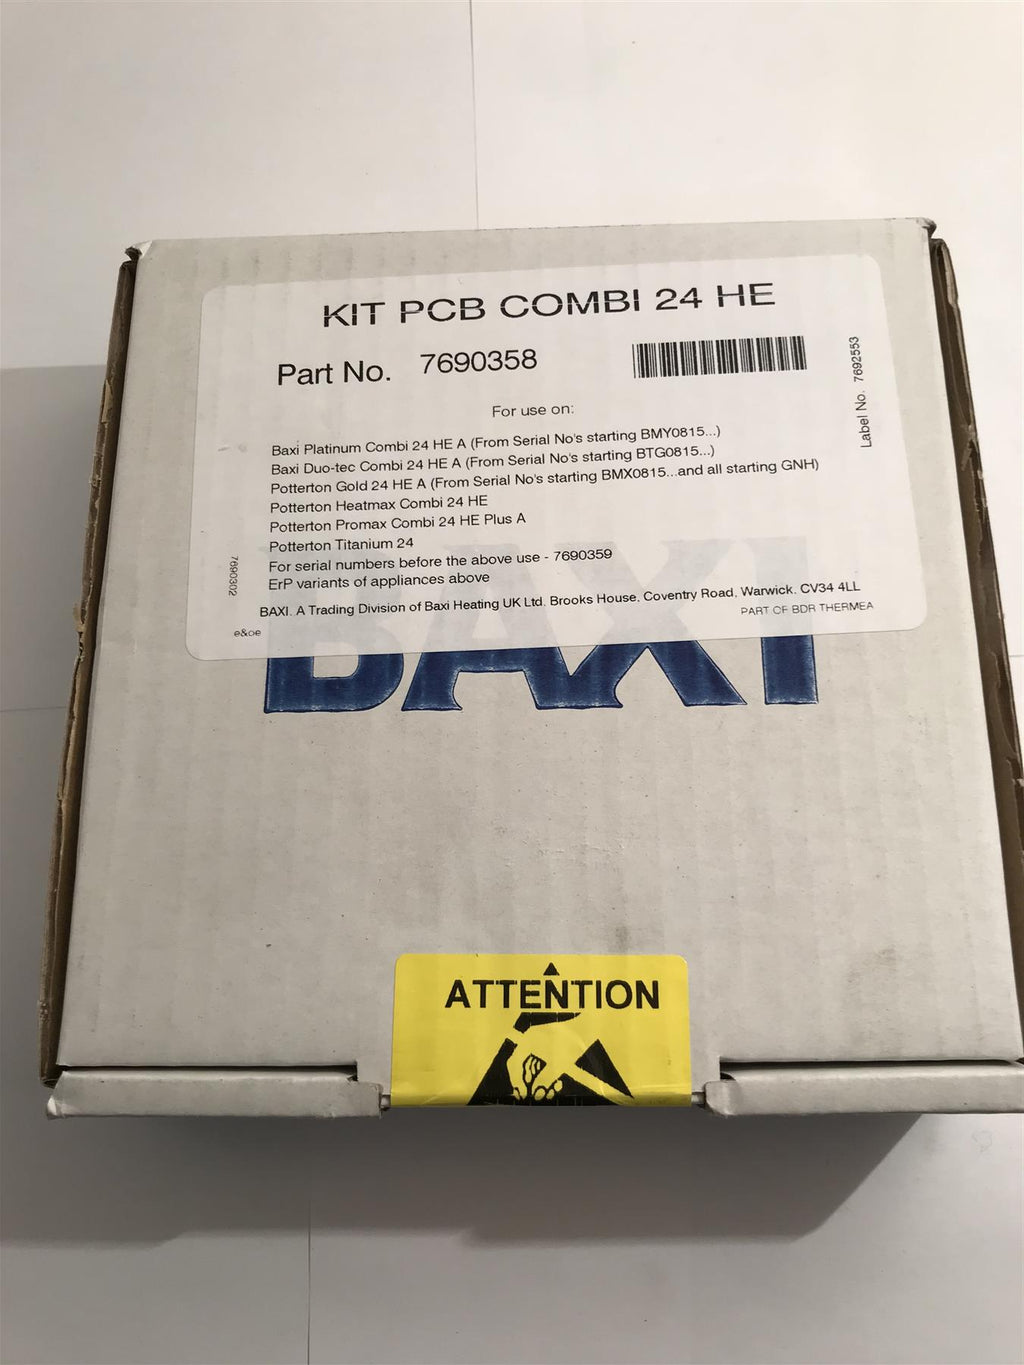 KIT PCB COMBI 24 HE
Part No. 7690358
Label No. 7692553
For use on:
Baxi Platinum Combi 24 HE A (From Serial No's starting BMY0815...)
Baxi Duo-tec Combi 24 HE A (From Serial No's starting BTG0815...)
Potterton Gold 24 HE A (From Serial No's starting BMX0815...and all starting GNH)
Potterton Heatmax Combi 24 HE
Potterton Promax Combi 24 HE Plus A
Potterton Titanium 24
For serial numbers before the above use - 7690359
ErP variants of appliances above
7690302
BAXI. A Trading Division of Baxi Heating UK Ltd. Brooks House, Coventry Road, Warwick. CV34 4LL
PART OF BDR THERMEA
e&oe
BAXI
ATTENTION